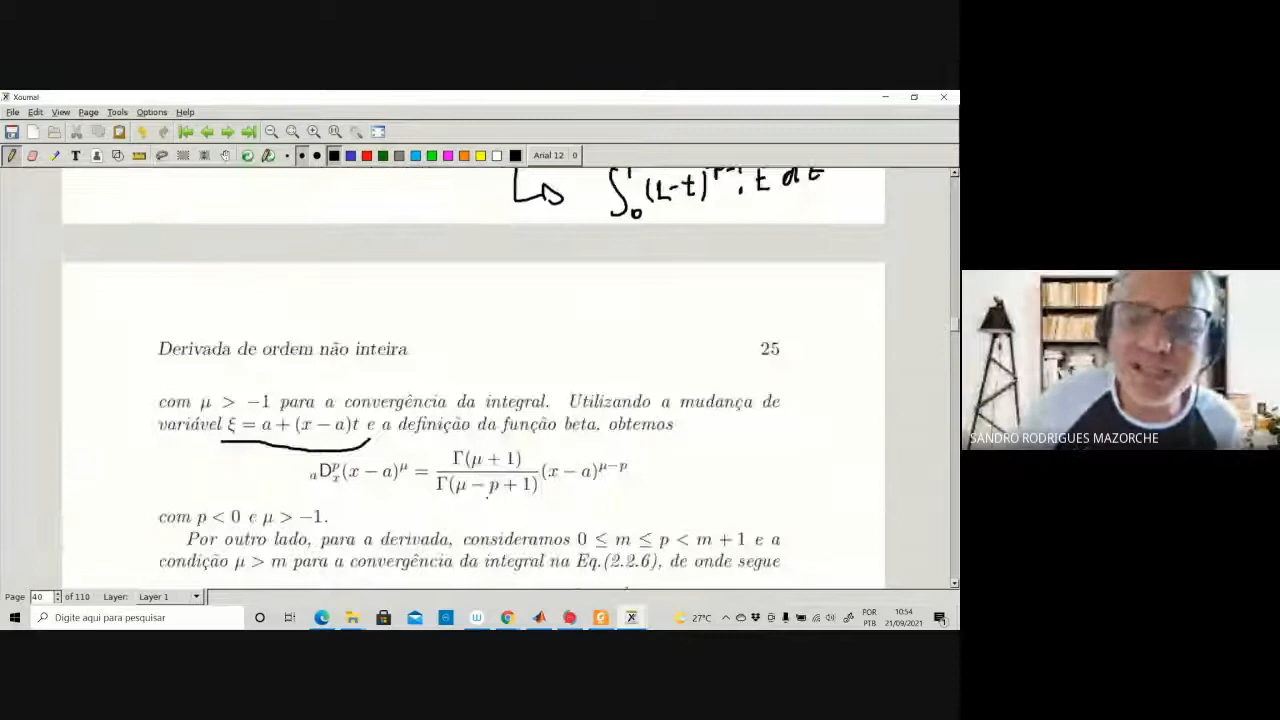 Xournal
File Edit View Page Tools Options Help
Arial 12 0
Derivada de ordem não inteira 25
com μ > −1 para a convergência da integral. Utilizando a mudança de
variável ξ = a + (x − a)t e a definição da função beta, obtemos
ₐDₓᵖ(x − a)^μ = Γ(μ + 1) / Γ(μ − p + 1) (x − a)^{μ−p}
com p < 0 e μ > −1.
Por outro lado, para a derivada, consideramos 0 ≤ m ≤ p < m + 1 e a
condição μ > m para a convergência da integral na Eq.(2.2.6), de onde segue
SANDRO RODRIGUES MAZORCHE
Page 40 of 110 Layer: Layer 1
Digite aqui para pesquisar
27°C
POR 10:54
PTB 21/09/2021